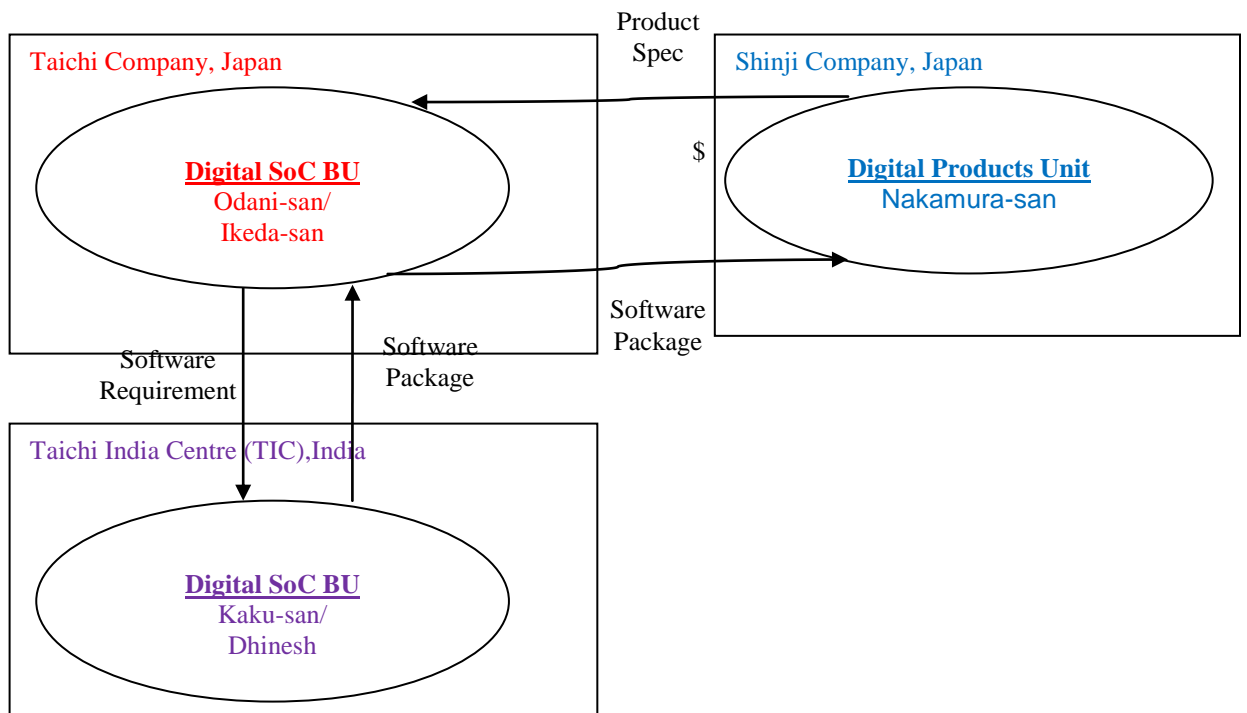 Product
Spec
Taichi Company, Japan
Shinji Company, Japan
Digital SoC BU
Odani-san/
Ikeda-san
$
Digital Products Unit
Nakamura-san
Software
Package
Software
Requirement
Software
Package
Taichi India Centre (TIC),India
Digital SoC BU
Kaku-san/
Dhinesh